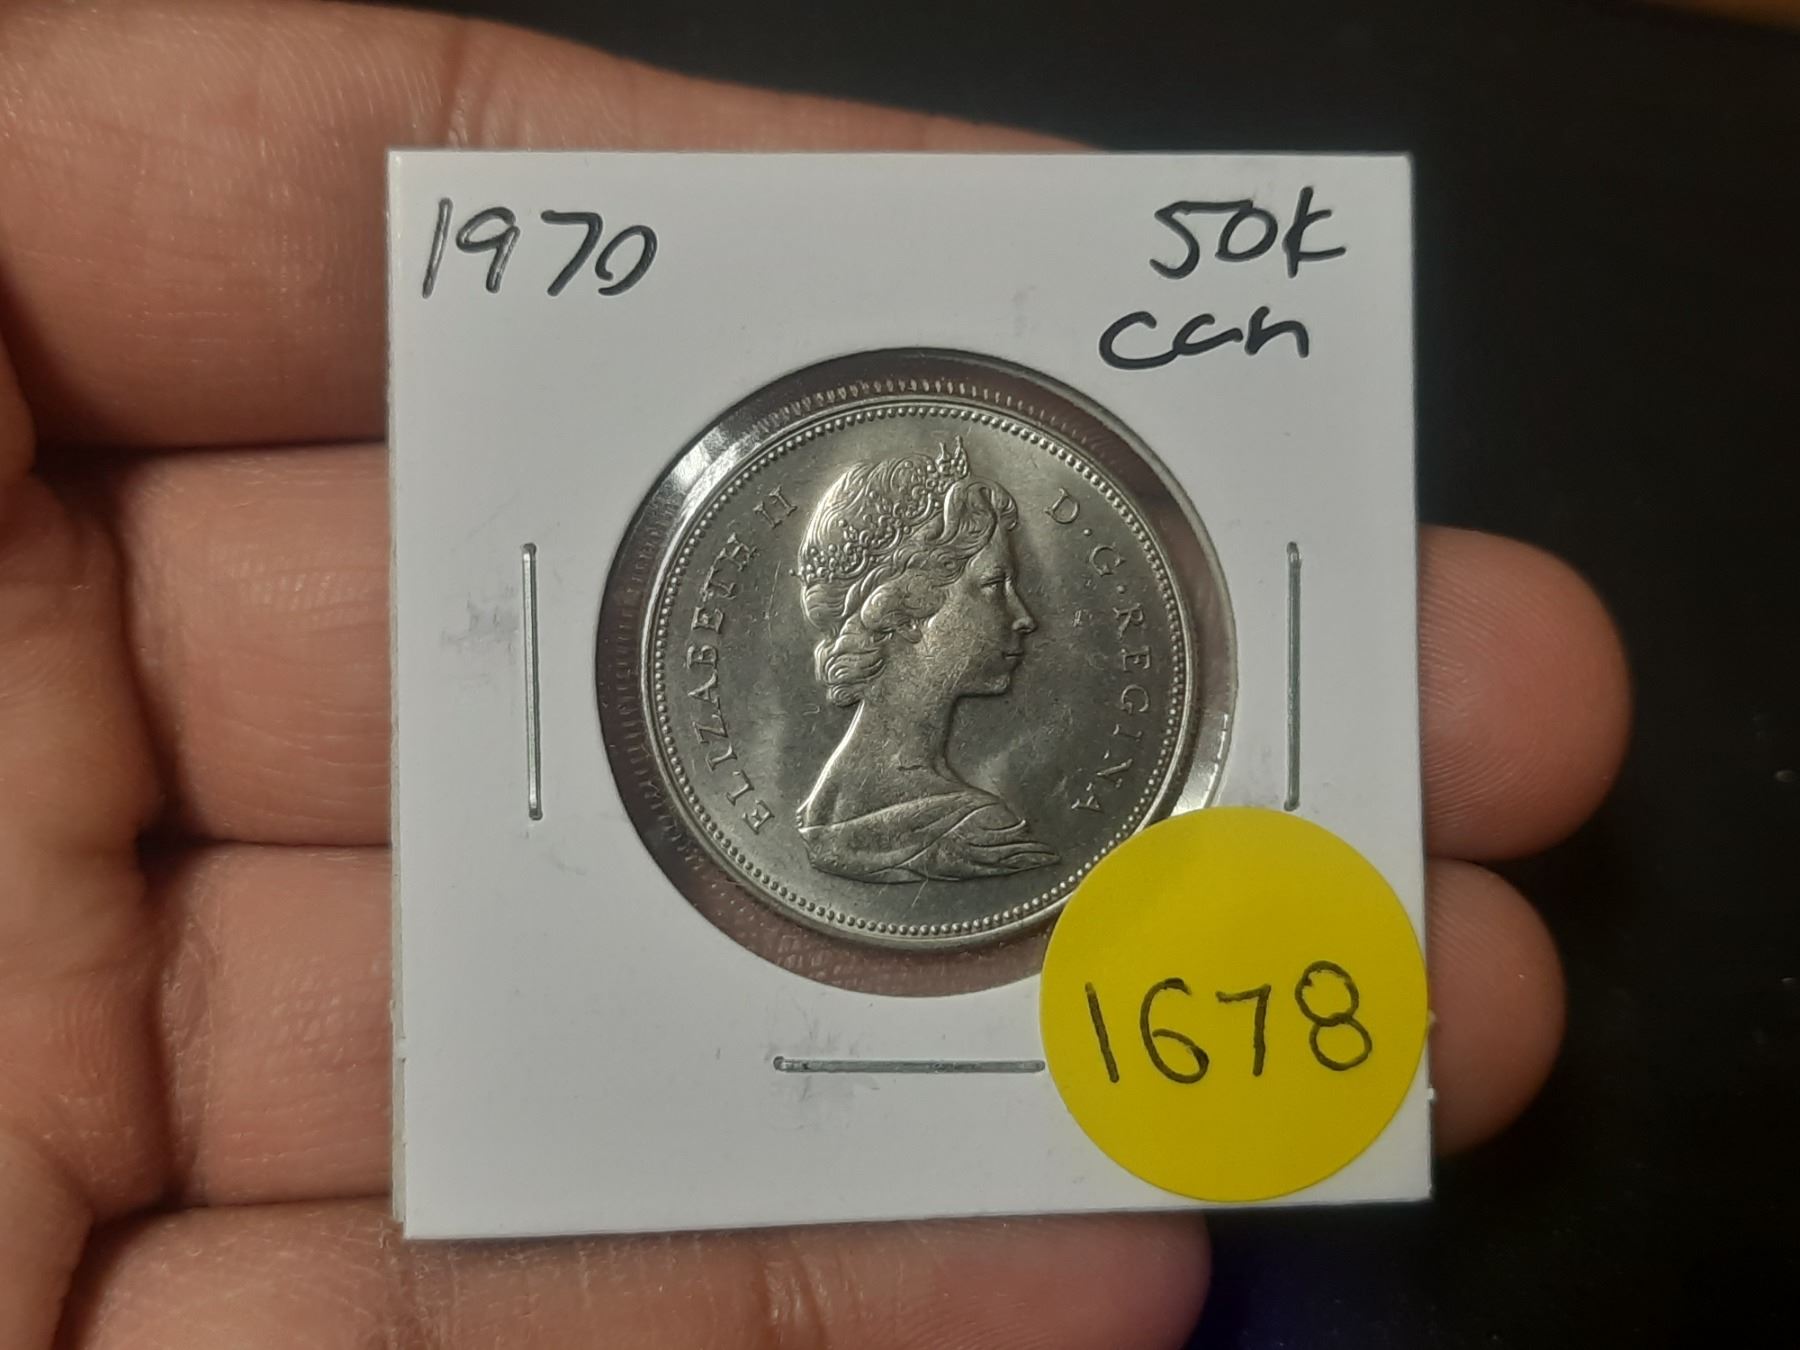 1970
50¢
can
ELIZABETH II D·G·REGINA
1678